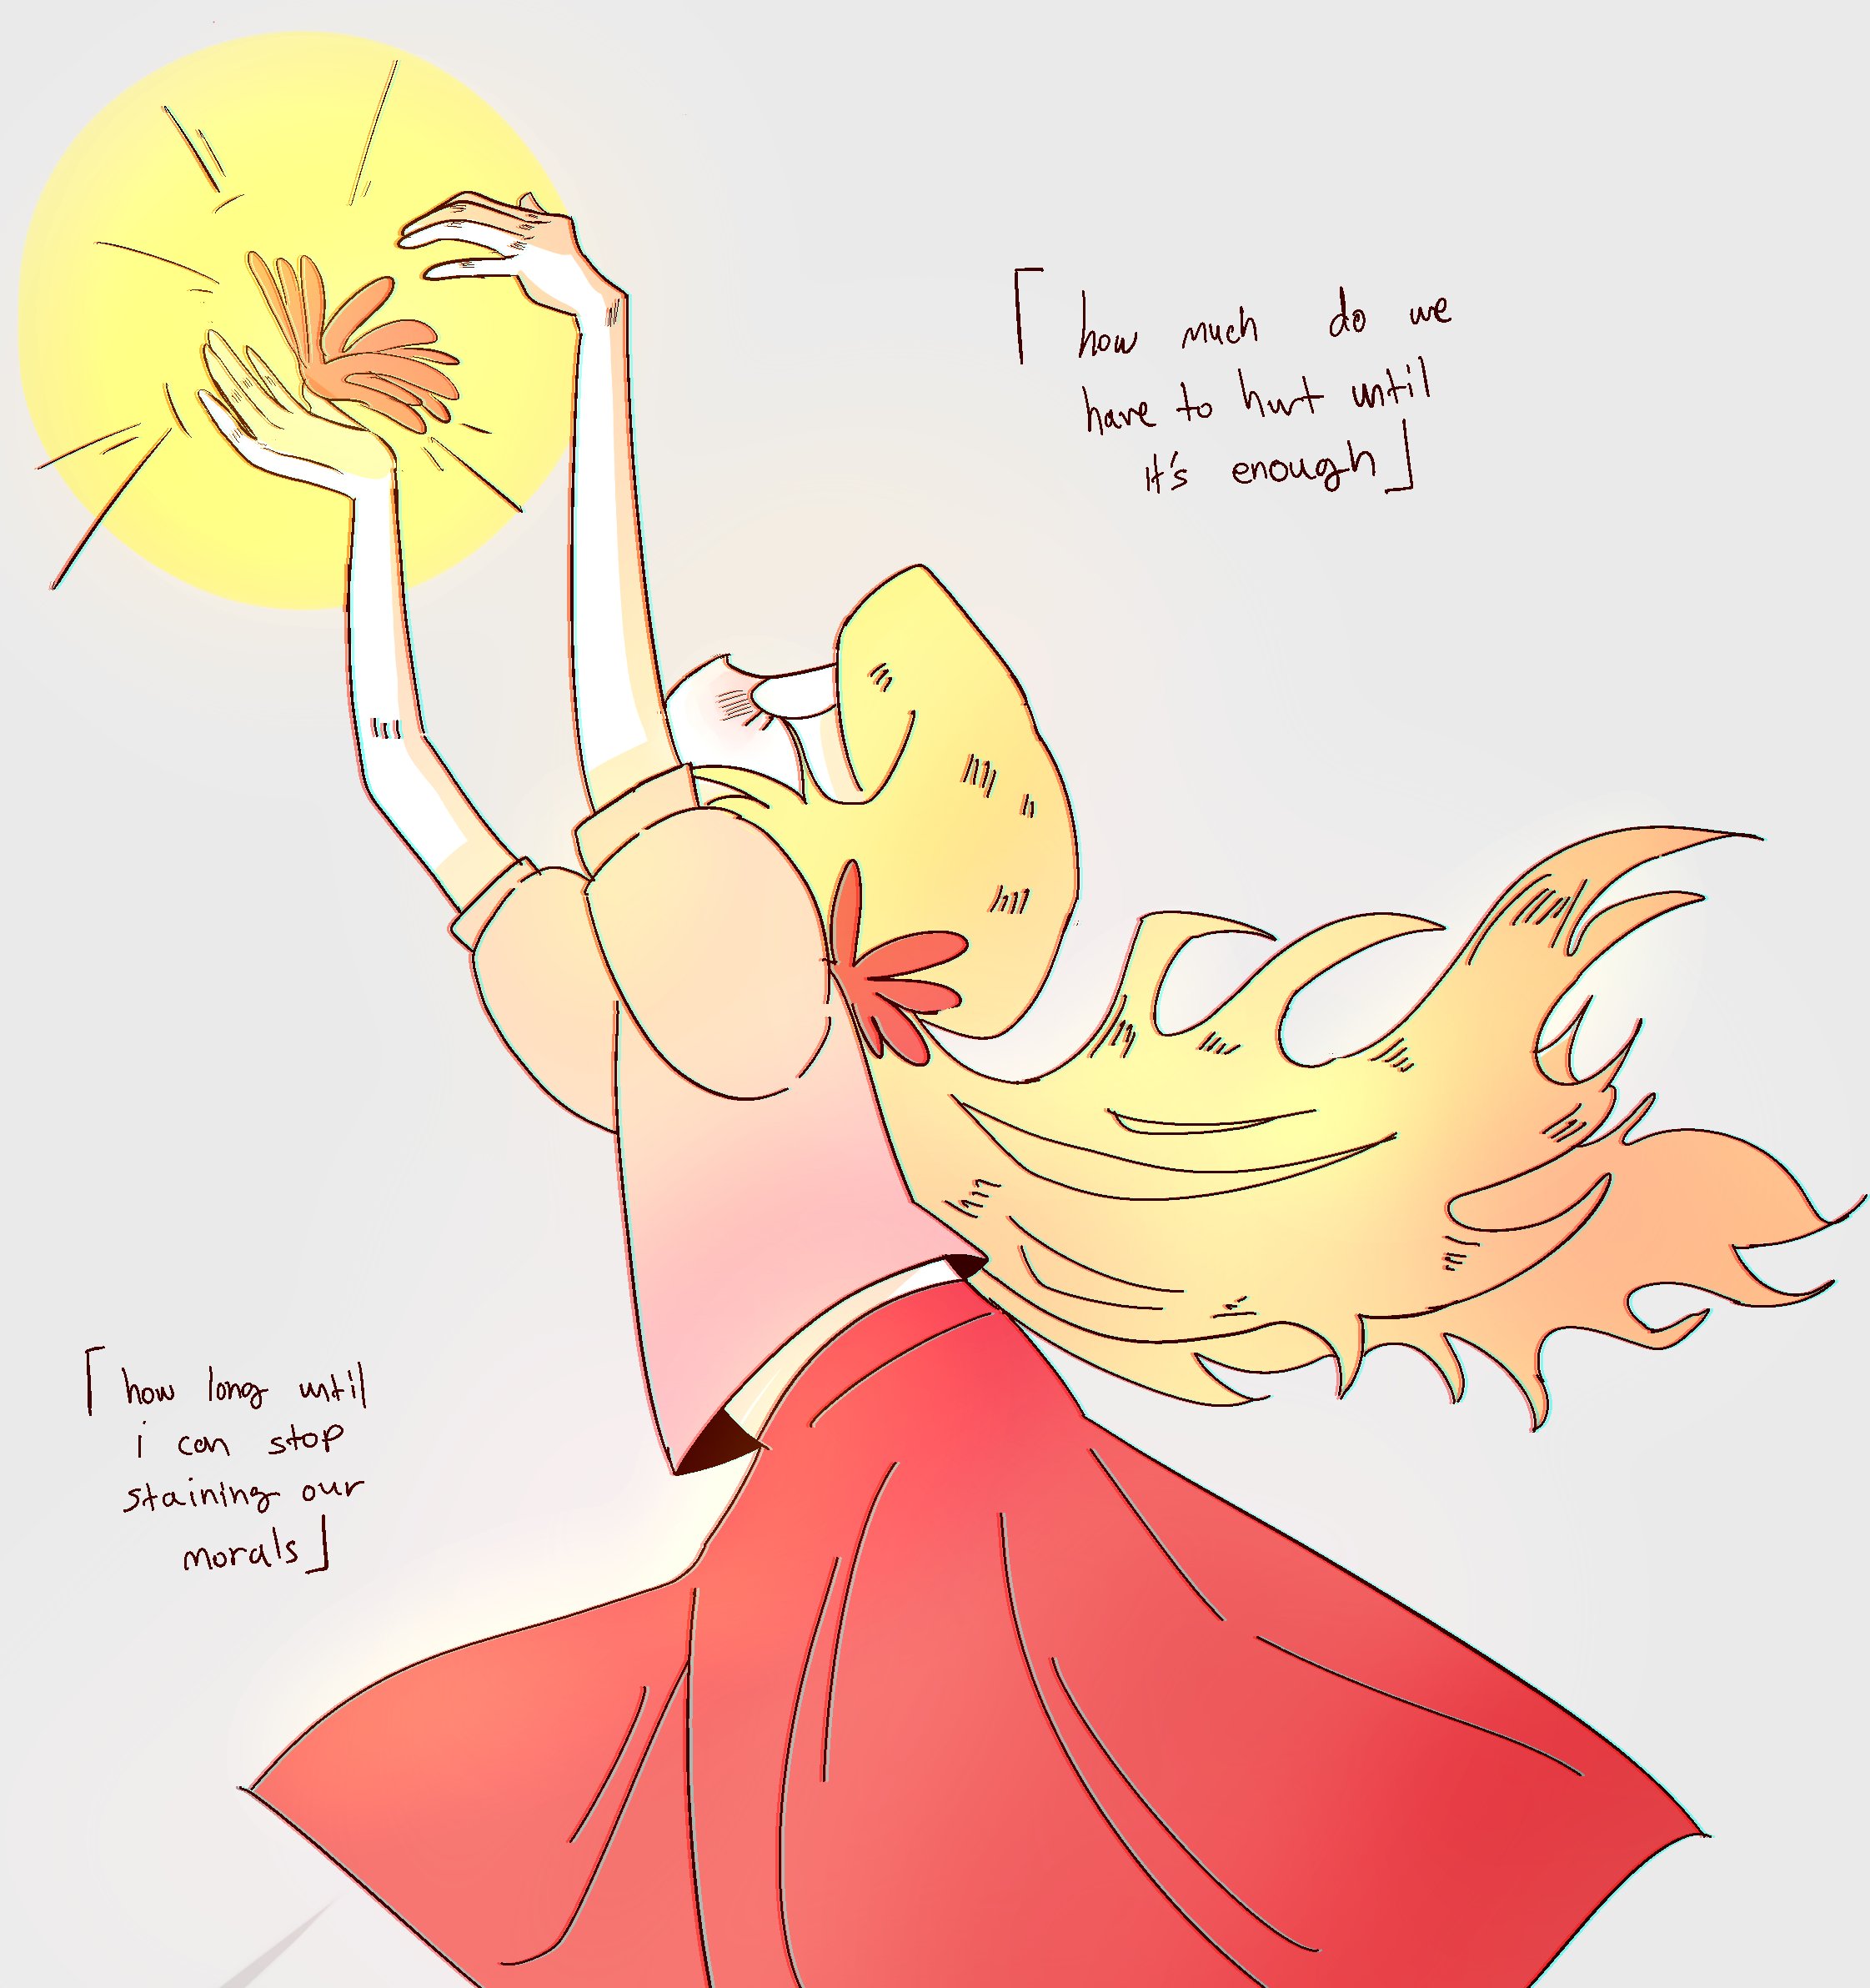 「how much do we
have to hurt until
it's enough」
「how long until
i can stop
staining our
morals」